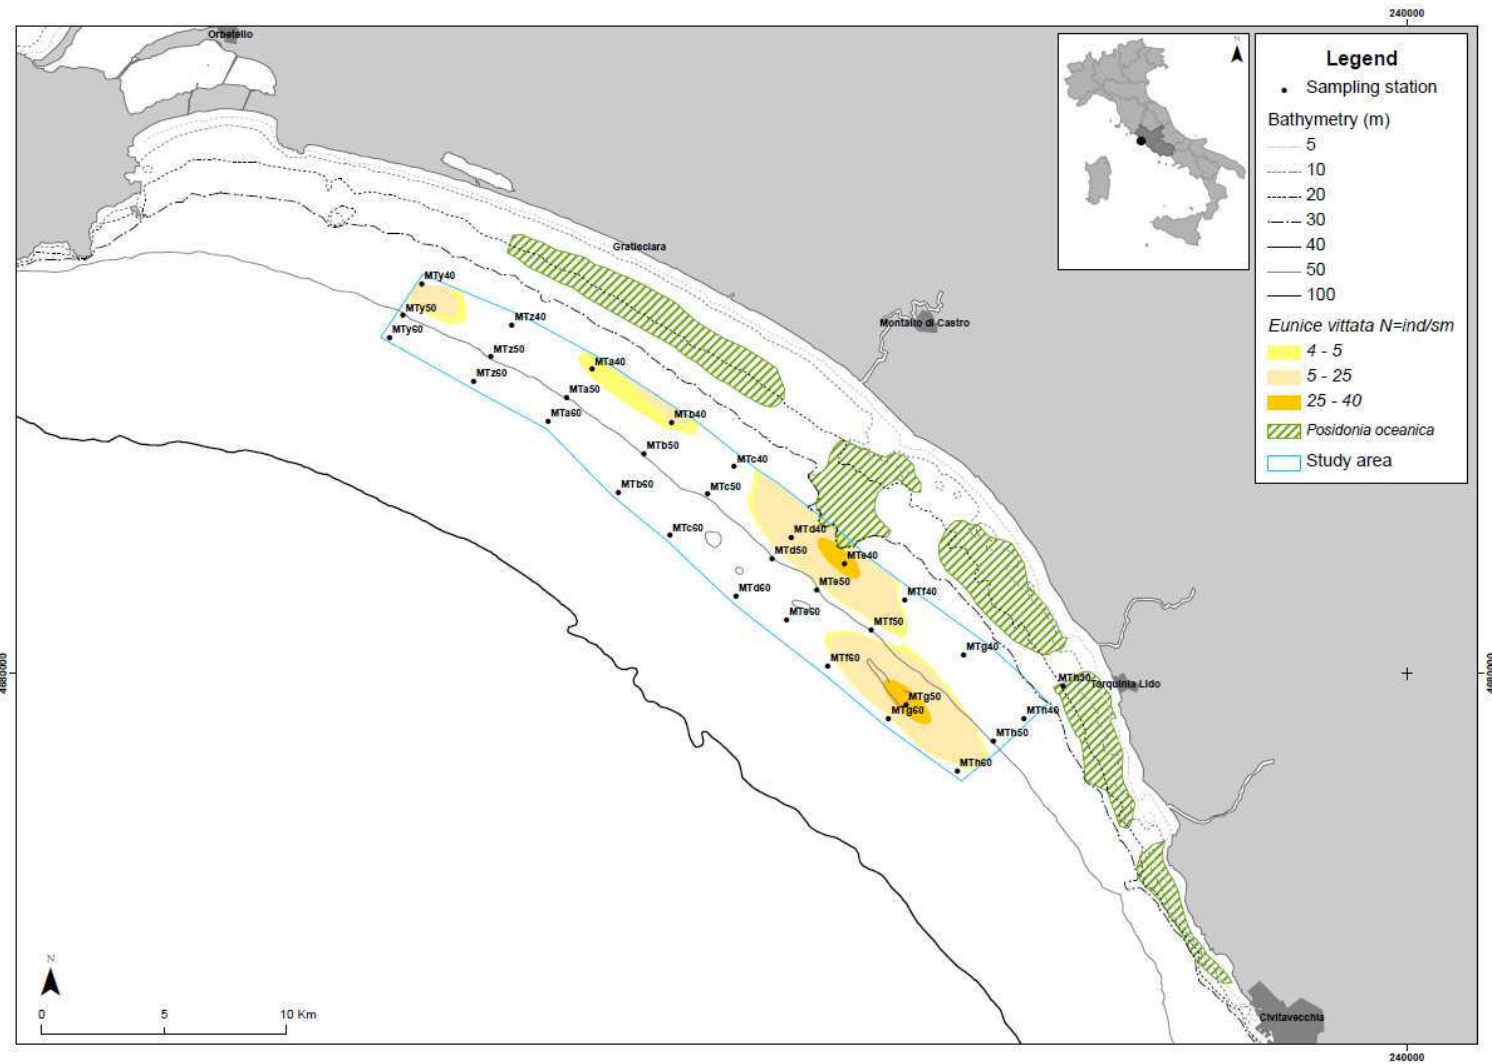 240000
Orbetello
N
Legend
Sampling station
Bathymetry (m)
5
10
20
30
40
50
100
Eunice vittata N=ind/sm
4 - 5
5 - 25
25 - 40
Posidonia oceanica
Study area
Graticciara
MTy40
MTy50
MTz40
Montalto di Castro
MTy60
MTz50
MTa40
MTz60
MTa50
MTa60
MTb40
MTb50
MTc40
MTb60
MTc50
MTc60
MTd40
MTd50
MTe40
MTe50
MTd60
MTf40
MTe60
MTf50
MTg40
MTf60
4680000
4680000
MTh30
Tarquinia Lido
MTg50
MTg60
MTh40
MTh50
MTh60
N
0
5
10 Km
Civitavecchia
240000